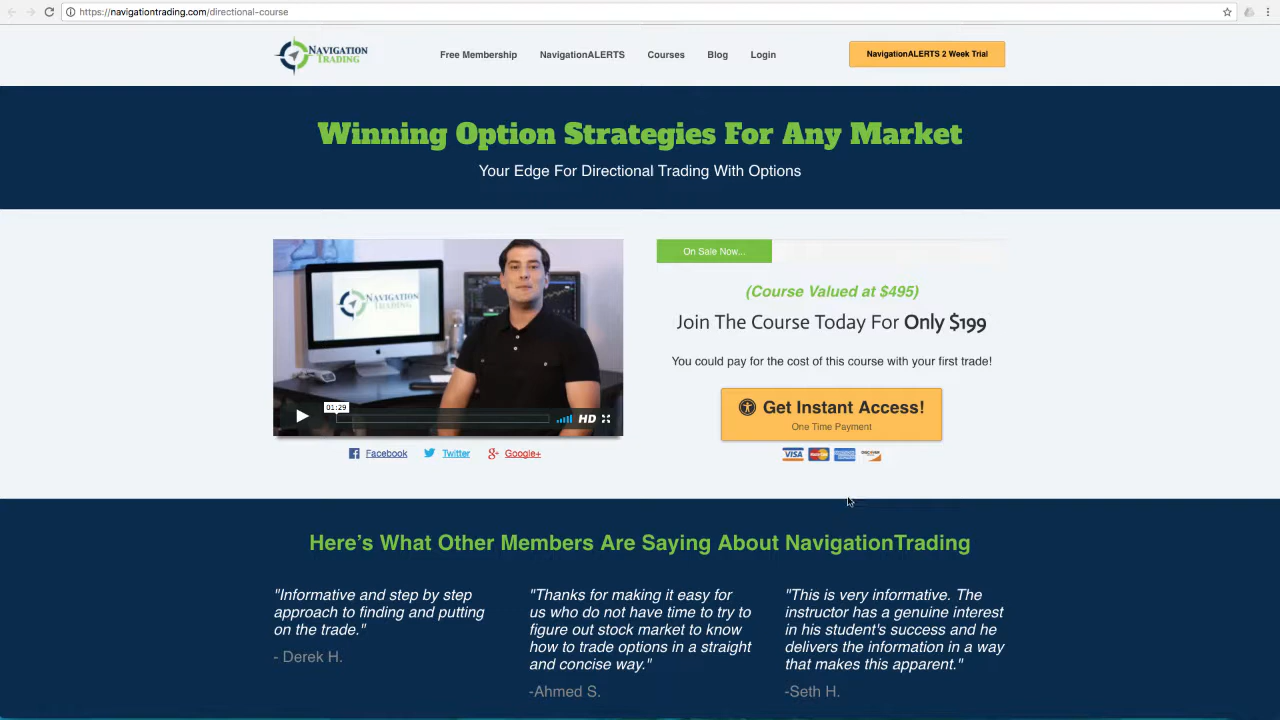 https://navigationtrading.com/directional-course
NAVIGATION
TRADING
Free Membership
NavigationALERTS
Courses
Blog
Login
NavigationALERTS 2 Week Trial
Winning Option Strategies For Any Market
Your Edge For Directional Trading With Options
NAVIGATION
TRADING
01:29
HD
Facebook
Twitter
Google+
On Sale Now...
(Course Valued at $495)
Join The Course Today For Only $199
You could pay for the cost of this course with your first trade!
Get Instant Access!
One Time Payment
VISA
MasterCard
DISCOVER
Here's What Other Members Are Saying About NavigationTrading
"Informative and step by step
approach to finding and putting
on the trade."
- Derek H.
"Thanks for making it easy for
us who do not have time to try to
figure out stock market to know
how to trade options in a straight
and concise way."
-Ahmed S.
"This is very informative. The
instructor has a genuine interest
in his student's success and he
delivers the information in a way
that makes this apparent."
-Seth H.